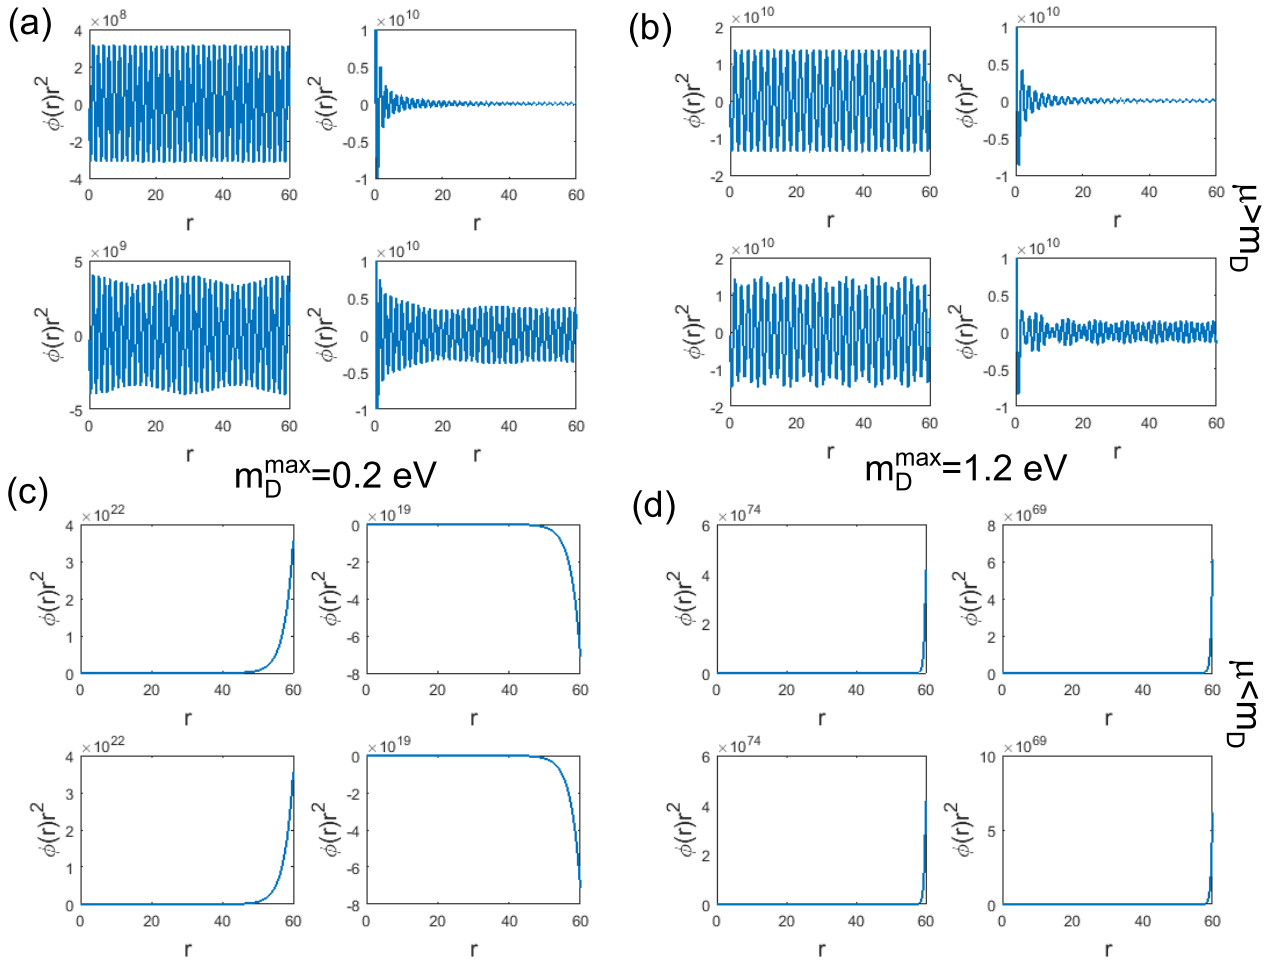 (a)
×10^8
4
2
0
-2
-4
0 20 40 60
r
ϕ(r)r^2
×10^10
1
0.5
0
-0.5
-1
0 20 40 60
r
ϕ(r)r^2
×10^9
5
0
-5
0 20 40 60
r
ϕ(r)r^2
×10^10
1
0.5
0
-0.5
-1
0 20 40 60
r
ϕ(r)r^2
m_D^max=0.2 eV
(b)
×10^10
2
1
0
-1
-2
0 20 40 60
r
ϕ(r)r^2
×10^10
1
0.5
0
-0.5
-1
0 20 40 60
r
ϕ(r)r^2
×10^10
2
1
0
-1
-2
0 20 40 60
r
ϕ(r)r^2
×10^10
1
0.5
0
-0.5
-1
0 20 40 60
r
ϕ(r)r^2
m_D^max=1.2 eV
μ>m_D
(c)
×10^22
4
3
2
1
0
0 20 40 60
r
ϕ(r)r^2
×10^19
0
-2
-4
-6
-8
0 20 40 60
r
ϕ(r)r^2
×10^22
4
3
2
1
0
0 20 40 60
r
ϕ(r)r^2
×10^19
0
-2
-4
-6
-8
0 20 40 60
r
ϕ(r)r^2
(d)
×10^74
6
4
2
0
0 20 40 60
r
ϕ(r)r^2
×10^69
8
6
4
2
0
0 20 40 60
r
ϕ(r)r^2
×10^74
6
4
2
0
0 20 40 60
r
ϕ(r)r^2
×10^69
10
5
0
0 20 40 60
r
ϕ(r)r^2
μ<m_D